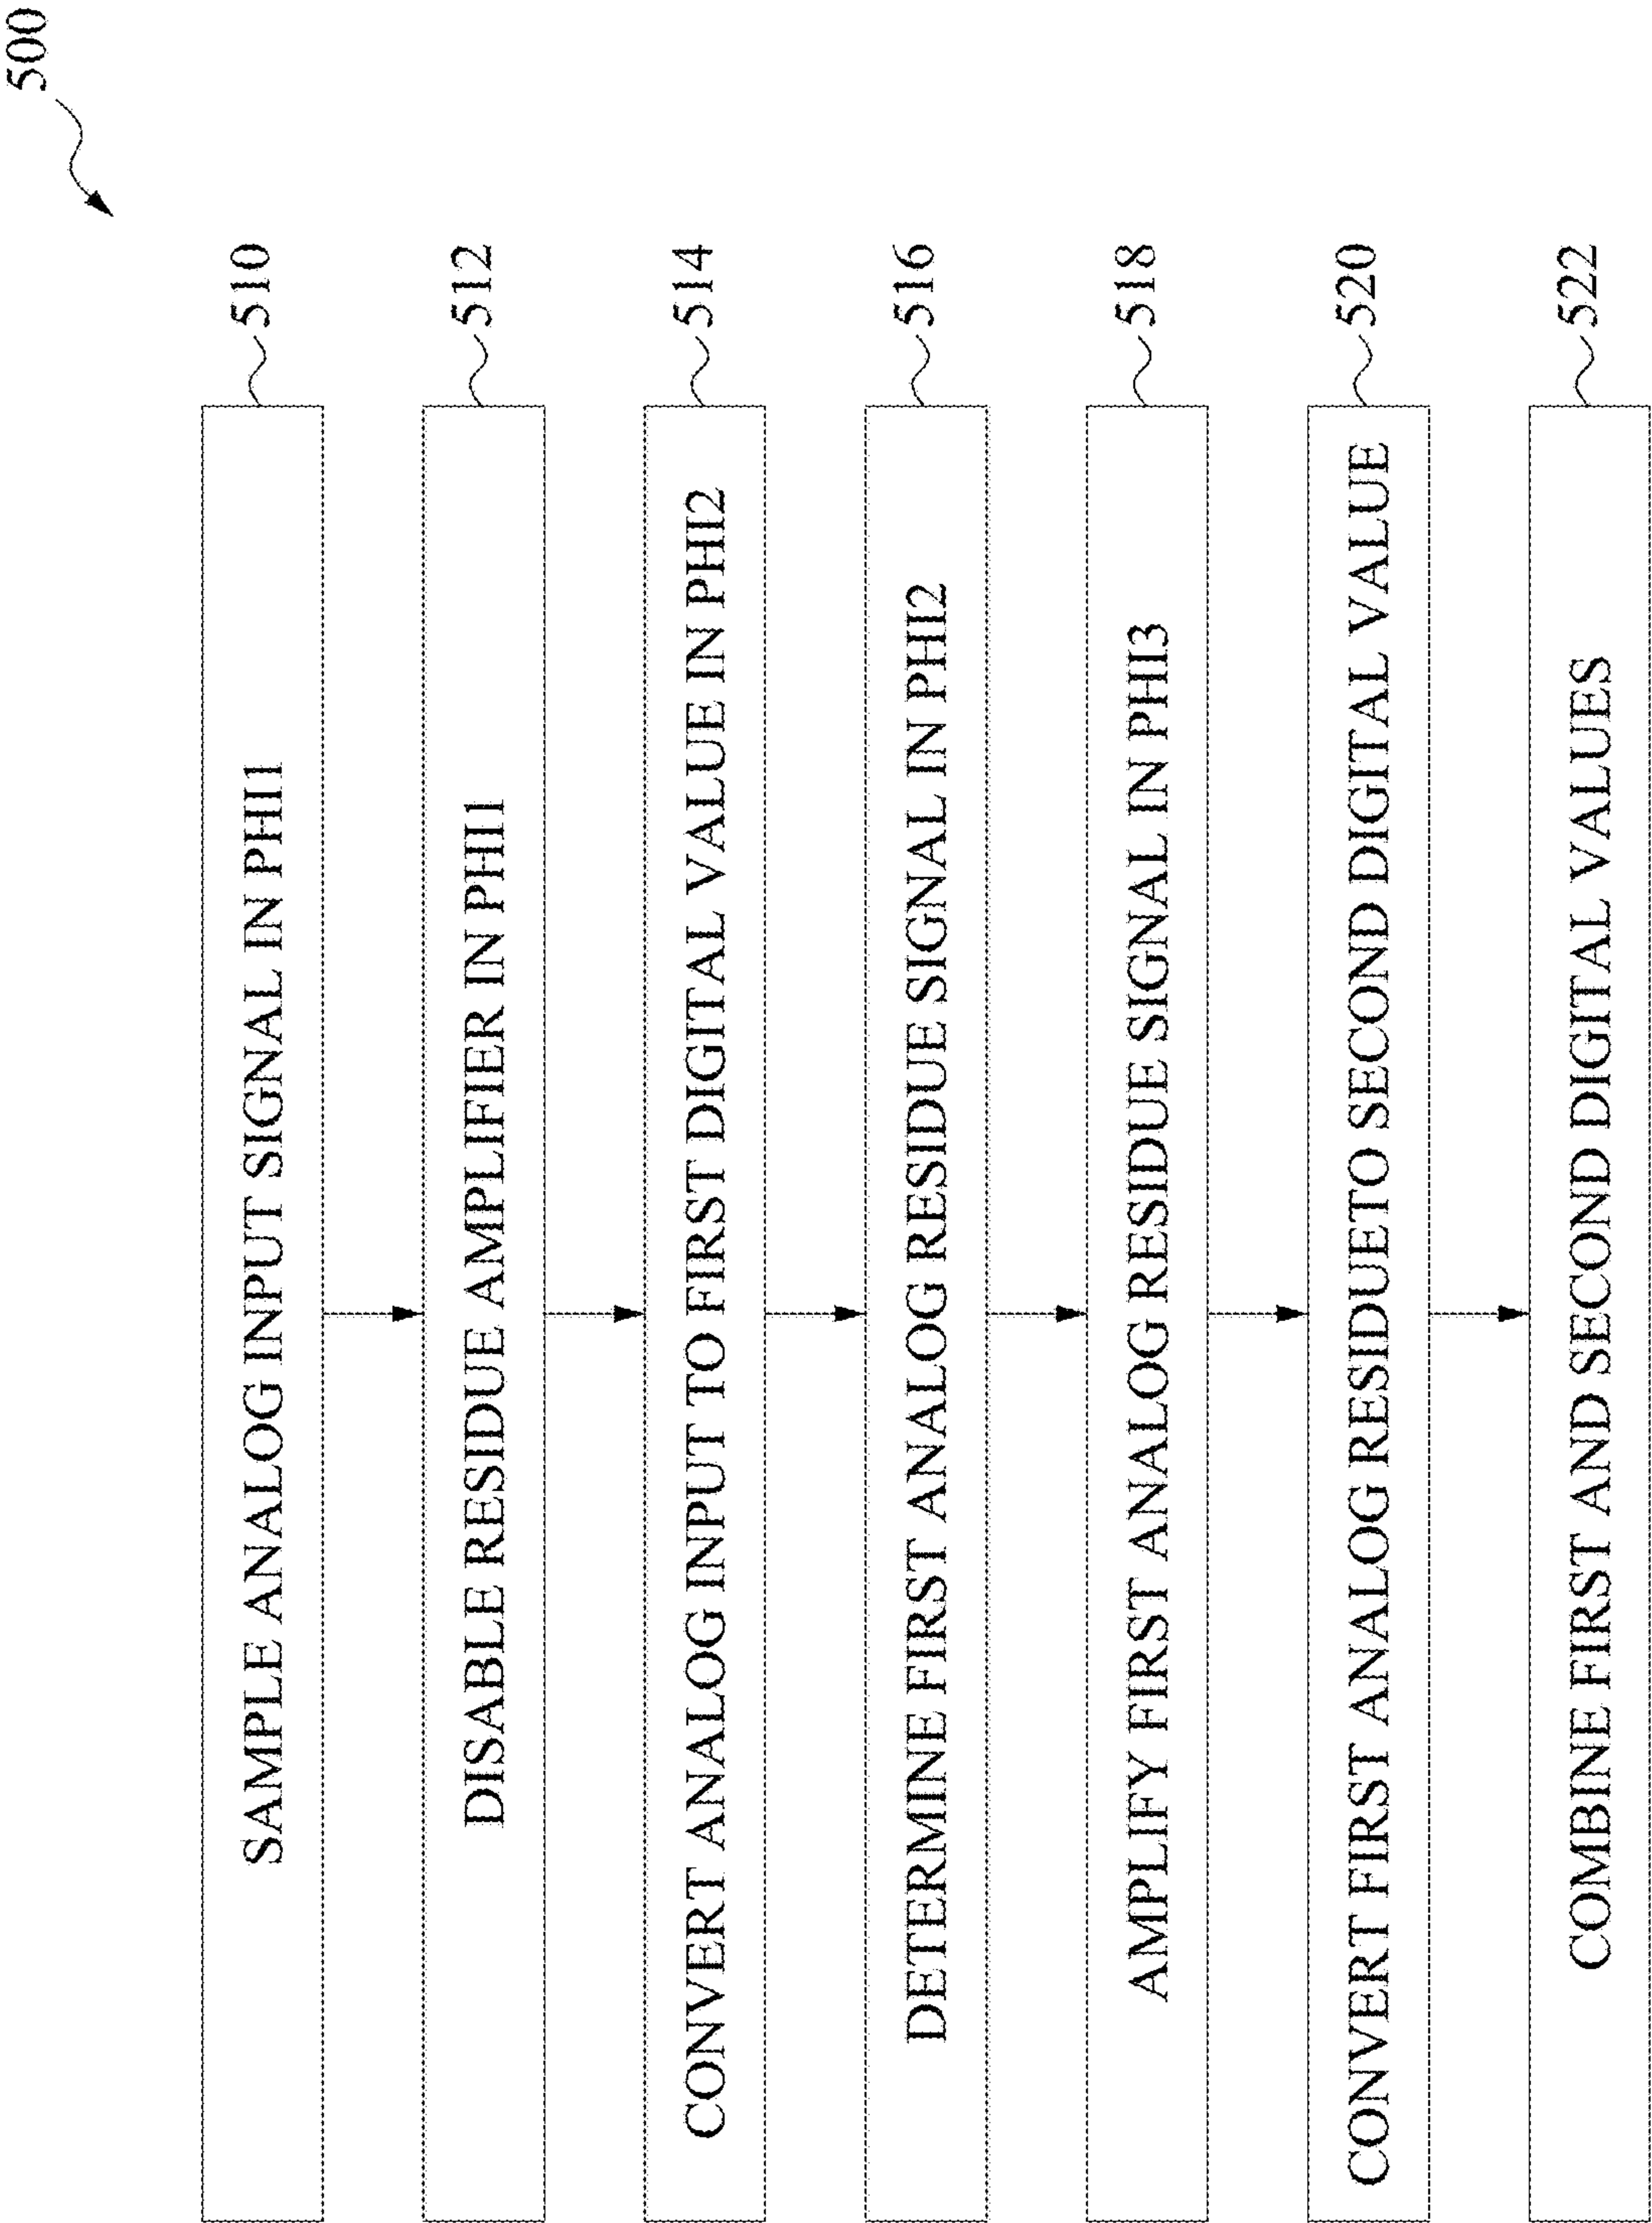 500
SAMPLE ANALOG INPUT SIGNAL IN PHI1
510
DISABLE RESIDUE AMPLIFIER IN PHI1
512
CONVERT ANALOG INPUT TO FIRST DIGITAL VALUE IN PHI2
514
DETERMINE FIRST ANALOG RESIDUE SIGNAL IN PHI2
516
AMPLIFY FIRST ANALOG RESIDUE SIGNAL IN PHI3
518
CONVERT FIRST ANALOG RESIDUETO SECOND DIGITAL VALUE
520
COMBINE FIRST AND SECOND DIGITAL VALUES
522